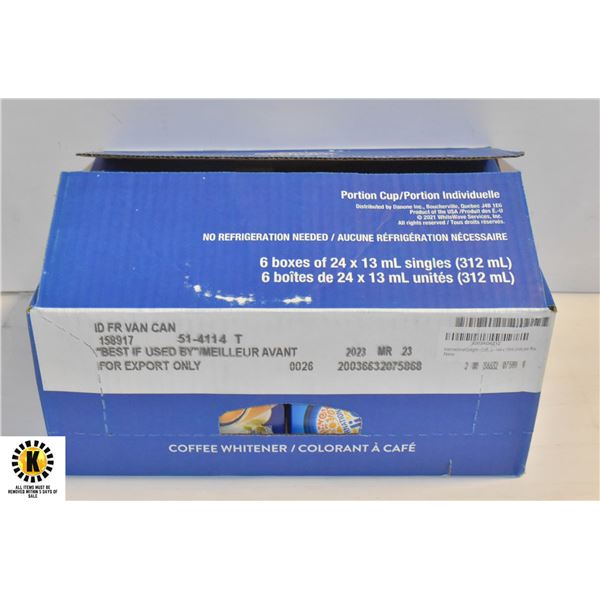 Portion Cup/Portion Individuelle
Distributed by Danone Inc., Boucherville, Quebec J4B 1E6
Product of the USA /Produit des É.-U
© 2021 WhiteWave Services, Inc.
All rights reserved / Tous droits réservés.
NO REFRIGERATION NEEDED / AUCUNE RÉFRIGÉRATION NÉCESSAIRE
6 boxes of 24 x 13 mL singles (312 mL)
6 boîtes de 24 x 13 mL unités (312 mL)
ID FR VAN CAN
158917 51-4114 T
"BEST IF USED BY"/MEILLEUR AVANT 2023 MR 23
FOR EXPORT ONLY 0026 20036632075868
COFFEE WHITENER / COLORANT À CAFÉ
K
ALL ITEMS MUST BE
REMOVED WITHIN 5 DAYS OF
SALE